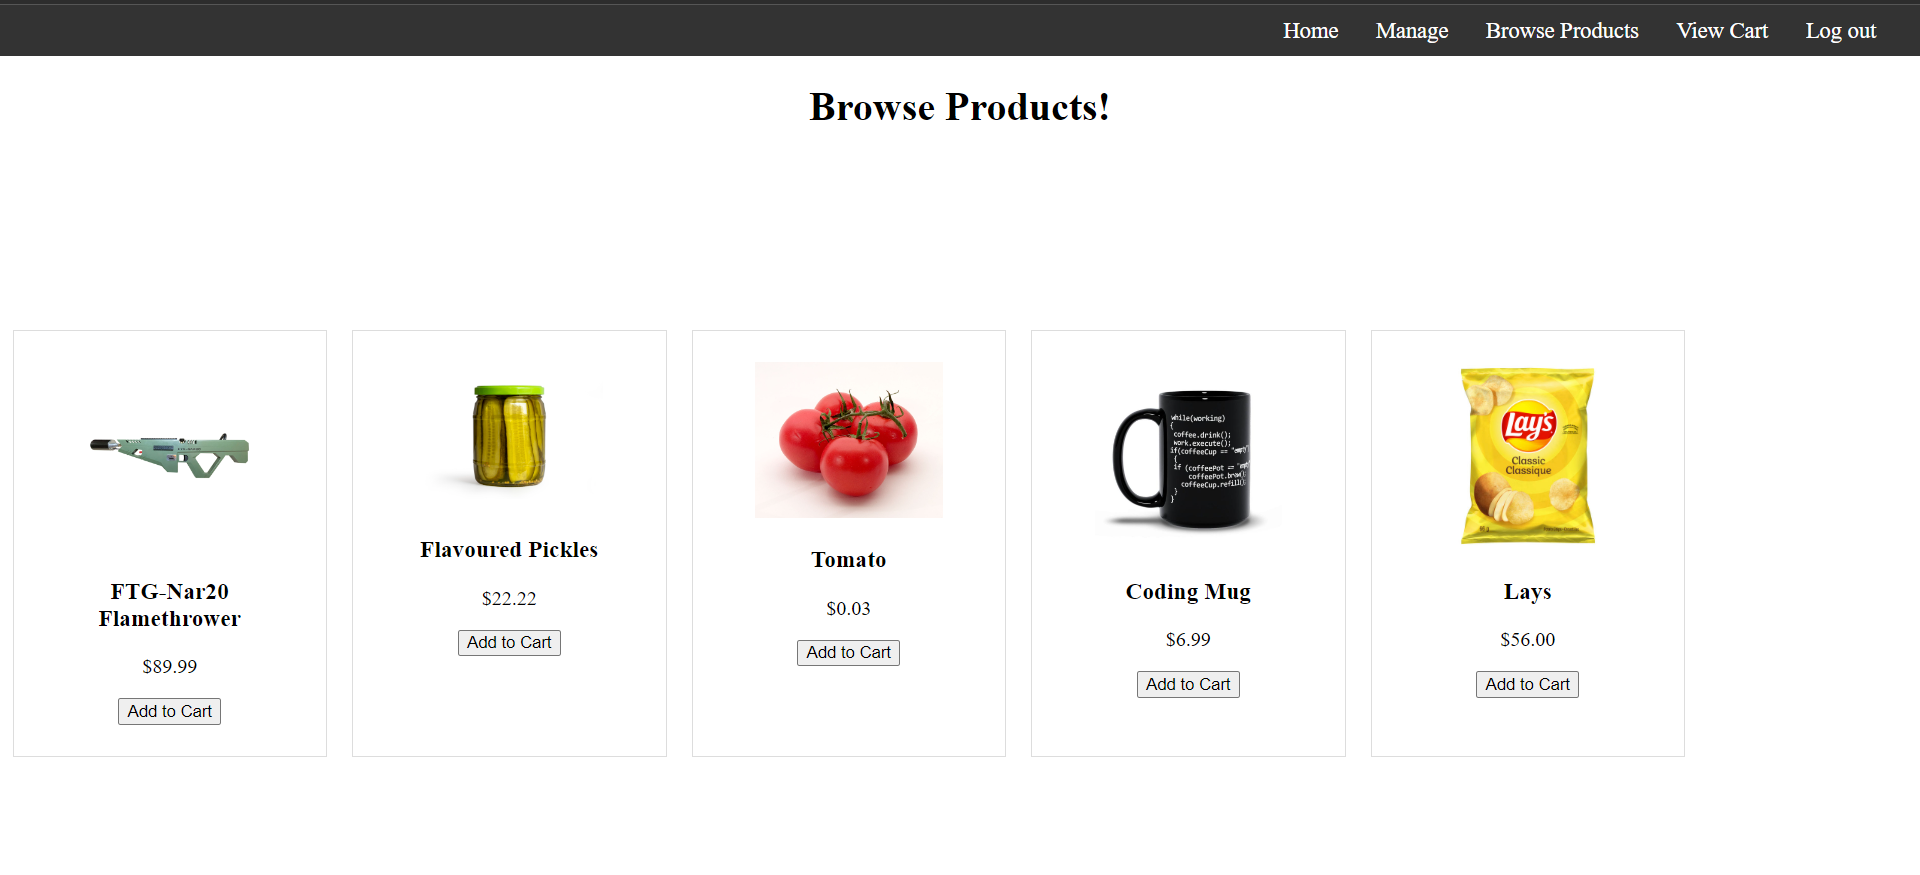 Home Manage Browse Products View Cart Log out
Browse Products!
FTG-Nar20
Flamethrower
$89.99
Add to Cart
Flavoured Pickles
$22.22
Add to Cart
Tomato
$0.03
Add to Cart
while(working)
{
coffee.drink();
work.execute();
if(coffeeCup == "empty"
{
if (coffeePot == "empty
coffeePot.brew();
coffeeCup.refill();
}
}
Coding Mug
$6.99
Add to Cart
Lay's
Classic
Classique
Lays
$56.00
Add to Cart